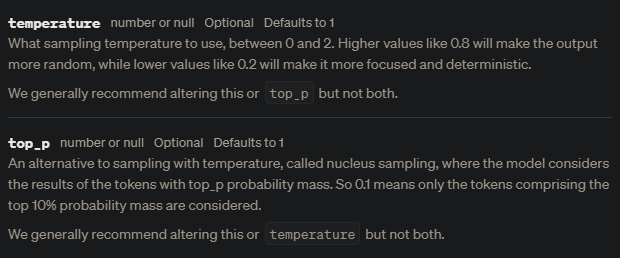 temperature number or null Optional Defaults to 1
What sampling temperature to use, between 0 and 2. Higher values like 0.8 will make the output
more random, while lower values like 0.2 will make it more focused and deterministic.
We generally recommend altering this or top_p but not both.
top_p number or null Optional Defaults to 1
An alternative to sampling with temperature, called nucleus sampling, where the model considers
the results of the tokens with top_p probability mass. So 0.1 means only the tokens comprising the
top 10% probability mass are considered.
We generally recommend altering this or temperature but not both.